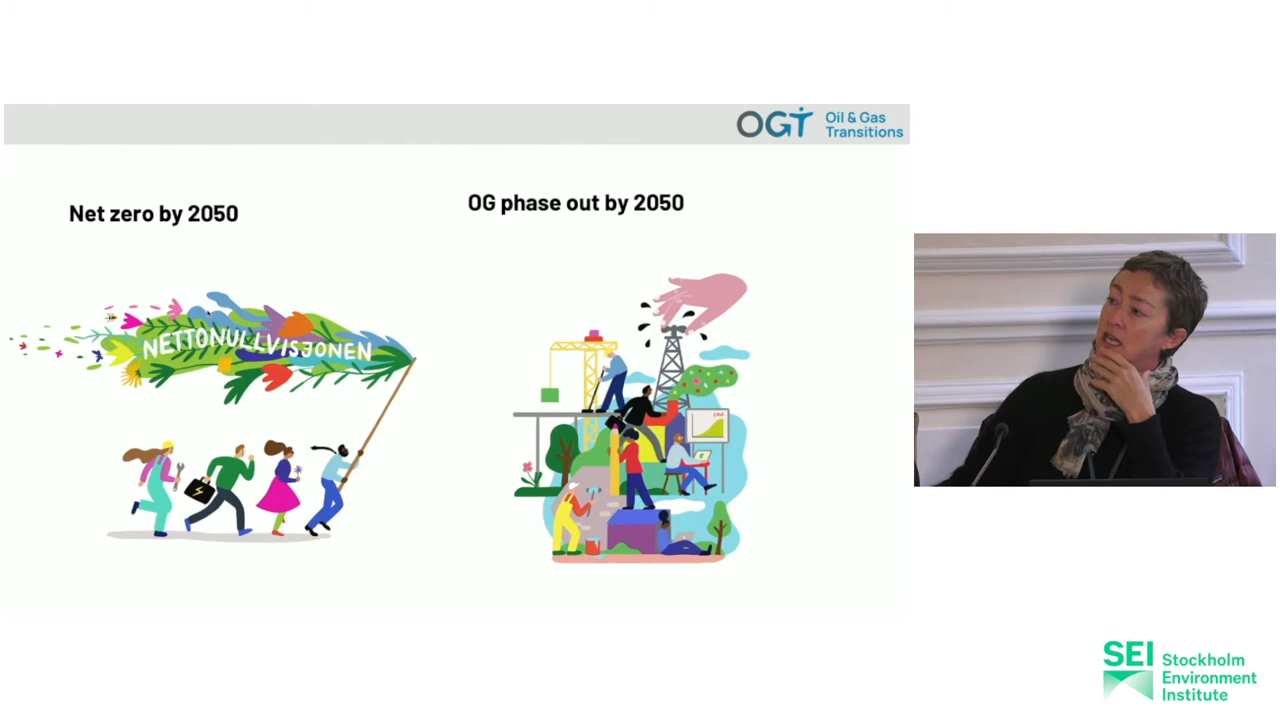 OGT
Oil & Gas
Transitions
Net zero by 2050
OG phase out by 2050
NETTONULLVISJONEN
SEI
Stockholm
Environment
Institute